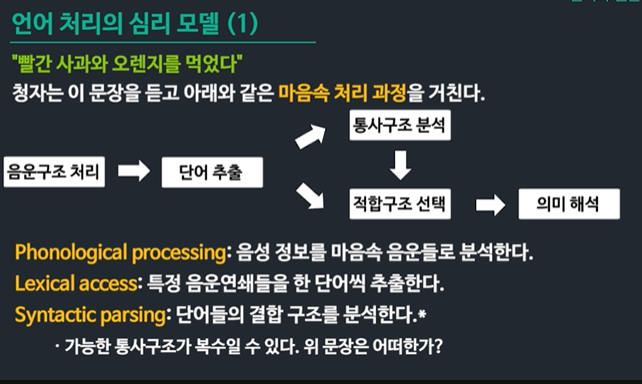 언어 처리의 심리 모델 (1)
"빨간 사과와 오렌지를 먹었다"
청자는 이 문장을 듣고 아래와 같은 마음속 처리 과정을 거친다.
통사구조 분석
음운구조 처리
단어 추출
적합구조 선택
의미 해석
Phonological processing: 음성 정보를 마음속 음운들로 분석한다.
Lexical access: 특정 음운연쇄들을 한 단어씩 추출한다.
Syntactic parsing: 단어들의 결합 구조를 분석한다.*
· 가능한 통사구조가 복수일 수 있다. 위 문장은 어떠한가?